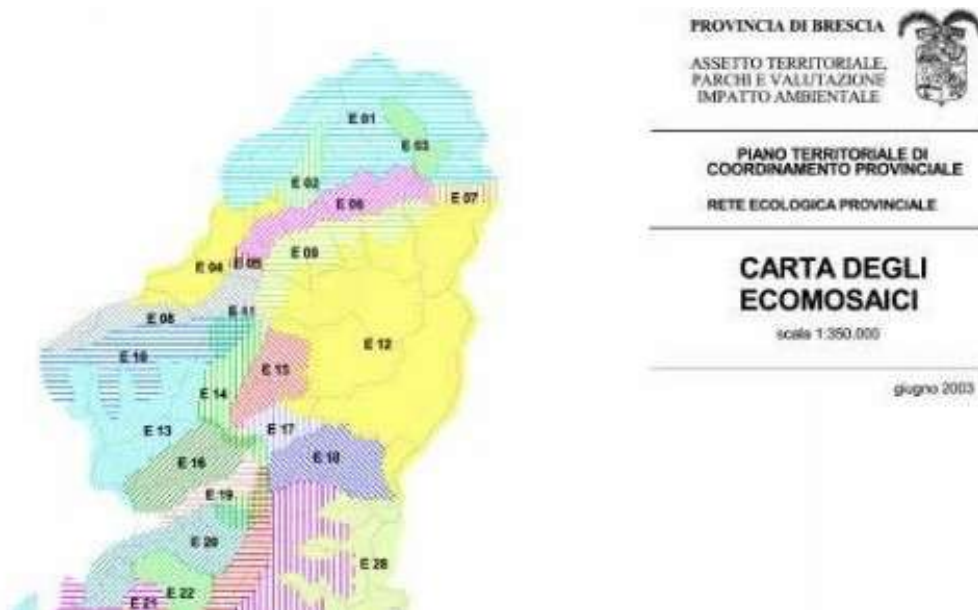 PROVINCIA DI BRESCIA
ASSETTO TERRITORIALE,
PARCHI E VALUTAZIONE
IMPATTO AMBIENTALE
PIANO TERRITORIALE DI
COORDINAMENTO PROVINCIALE
RETE ECOLOGICA PROVINCIALE
CARTA DEGLI
ECOMOSAICI
scala 1:350.000
giugno 2003
E 01
E 03
E 02
E 06
E 07
E 09
E 04
E 05
E 08
E 11
E 10
E 12
E 15
E 14
E 13
E 17
E 16
E 18
E 19
E 20
E 28
E 22
E 21